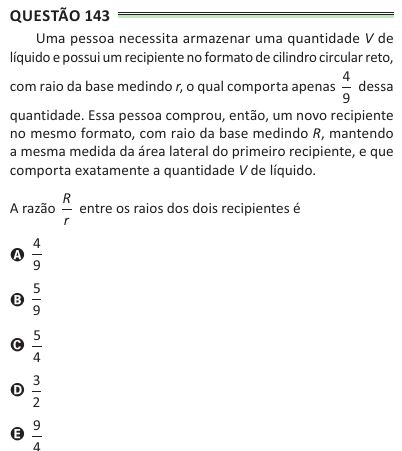 QUESTÃO 143
Uma pessoa necessita armazenar uma quantidade V de
líquido e possui um recipiente no formato de cilindro circular reto,
com raio da base medindo r, o qual comporta apenas 4/9 dessa
quantidade. Essa pessoa comprou, então, um novo recipiente
no mesmo formato, com raio da base medindo R, mantendo
a mesma medida da área lateral do primeiro recipiente, e que
comporta exatamente a quantidade V de líquido.
A razão R/r entre os raios dos dois recipientes é
A 4/9
B 5/9
C 5/4
D 3/2
E 9/4